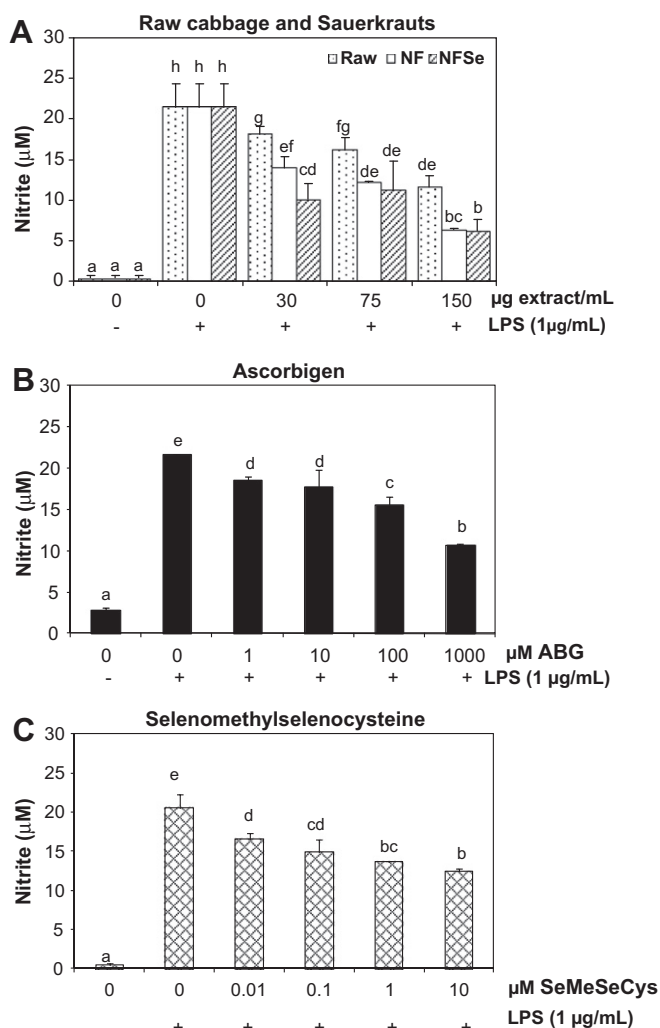 A
Raw cabbage and Sauerkrauts
Raw NF NFSe
Nitrite (µM)
30
25
20
15
10
5
0
a a a
h h h
g ef cd
fg de de
de bc b
0 0 30 75 150 µg extract/mL
- + + + + LPS (1µg/mL)
B
Ascorbigen
Nitrite (µM)
30
25
20
15
10
5
0
a e d d c b
0 0 1 10 100 1000 µM ABG
- + + + + + LPS (1 µg/mL)
C
Selenomethylselenocysteine
Nitrite (µM)
30
25
20
15
10
5
0
a e d cd bc b
0 0 0.01 0.1 1 10 µM SeMeSeCys
+ + + + + LPS (1 µg/mL)